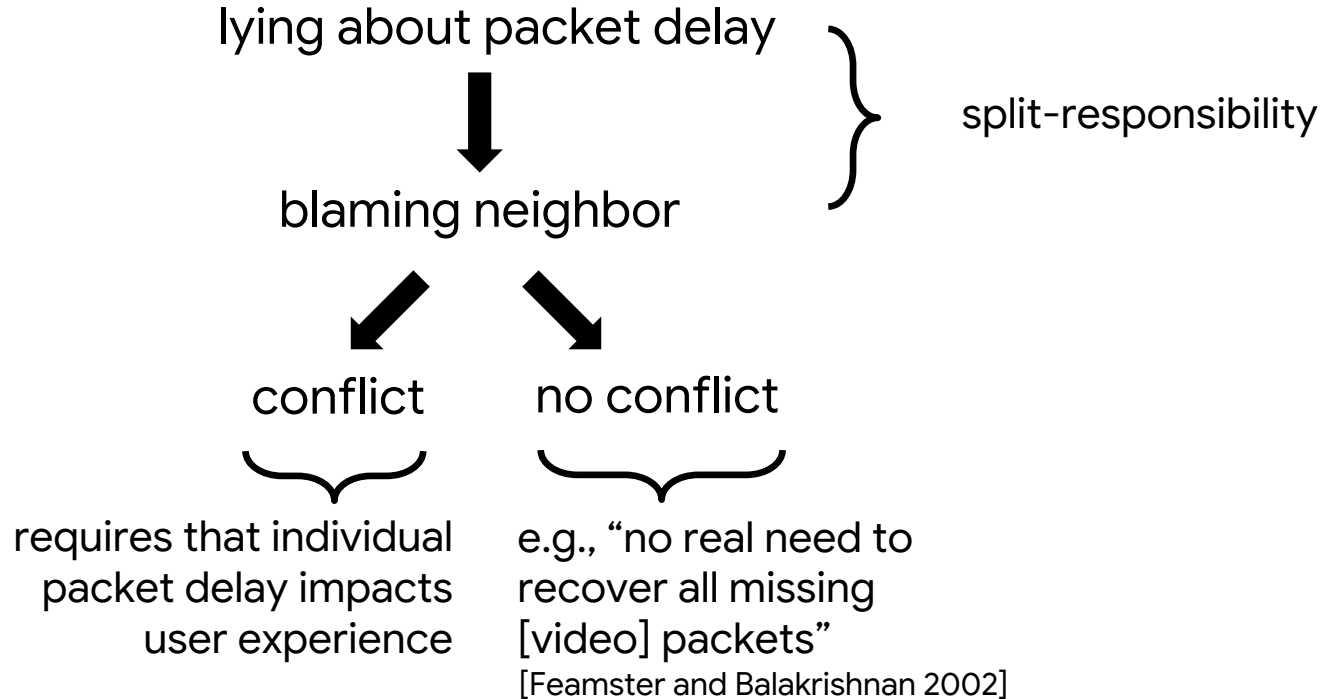 lying about packet delay
split-responsibility
blaming neighbor
conflict
no conflict
requires that individual
packet delay impacts
user experience
e.g., “no real need to
recover all missing
[video] packets”
[Feamster and Balakrishnan 2002]